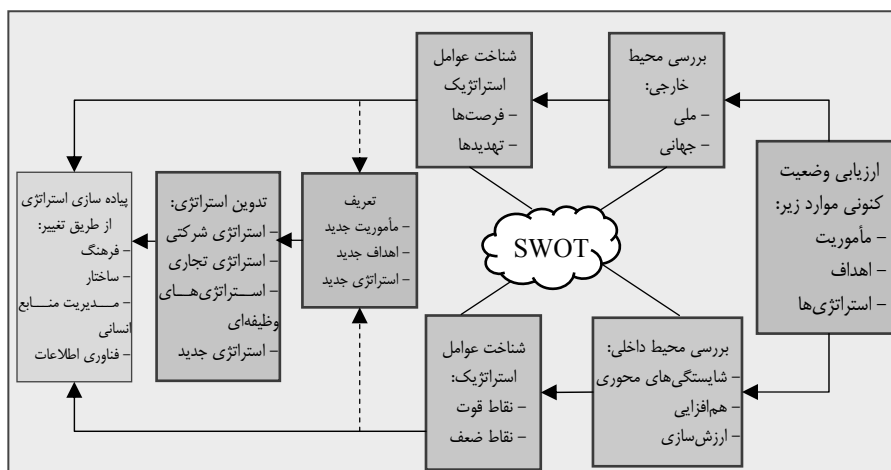 ارزیابی وضعیت
کنونی موارد زیر:
– مأموریت
– اهداف
– استراتژی‌ها
بررسی محیط
خارجی:
– ملی
– جهانی
شناخت عوامل
استراتژیک
– فرصت‌ها
– تهدیدها
SWOT
بررسی محیط داخلی:
– شایستگی‌های محوری
– هم‌افزایی
– ارزش‌سازی
شناخت عوامل
استراتژیک:
– نقاط قوت
– نقاط ضعف
تعریف
– مأموریت جدید
– اهداف جدید
– استراتژی جدید
تدوین استراتژی:
– استراتژی شرکتی
– استراتژی تجاری
– استراتژی‌های
وظیفه‌ای
– استراتژی جدید
پیاده سازی استراتژی
از طریق تغییر:
– فرهنگ
– ساختار
– مدیریت منابع
انسانی
– فناوری اطلاعات